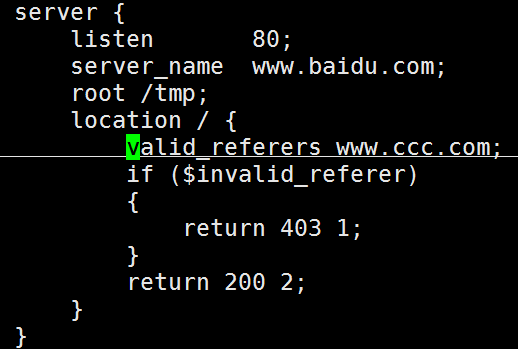 server {
    listen       80;
    server_name  www.baidu.com;
    root /tmp;
    location / {
        valid_referers www.ccc.com;
        if ($invalid_referer)
        {
            return 403 1;
        }
        return 200 2;
    }
}